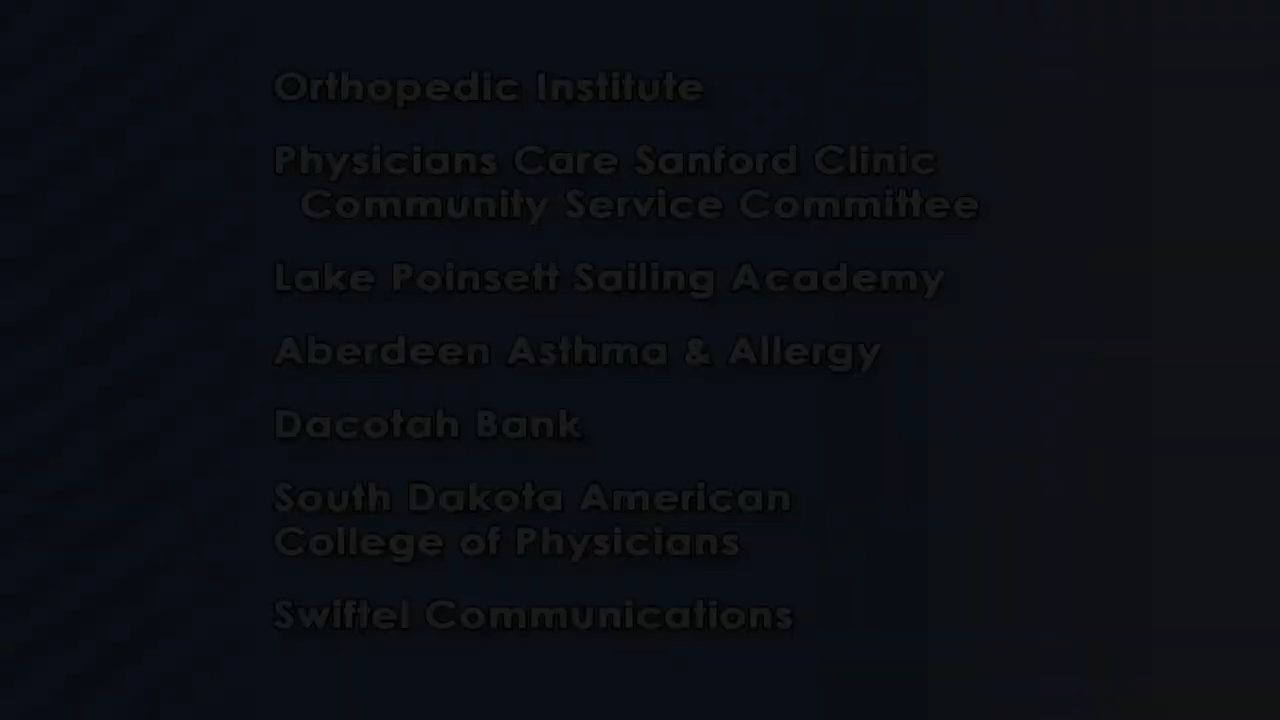 Orthopedic Institute
Physicians Care Sanford Clinic
Community Service Committee
Lake Poinsett Sailing Academy
Aberdeen Asthma & Allergy
Dacotah Bank
South Dakota American
College of Physicians
Swiftel Communications